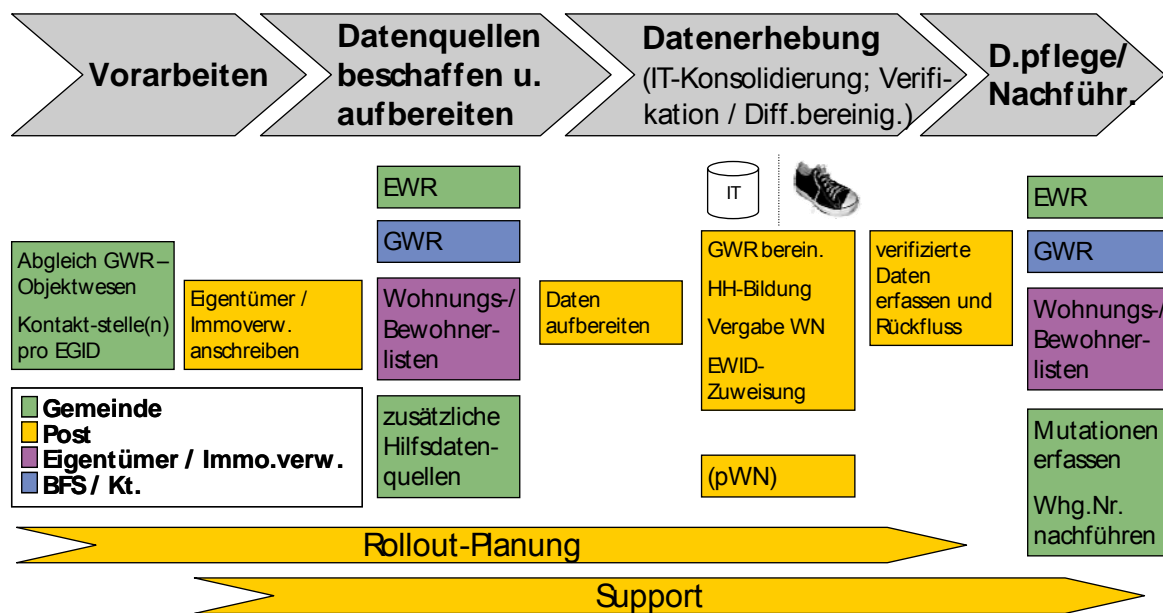 Vorarbeiten
Datenquellen
beschaffen u.
aufbereiten
Datenerhebung
(IT-Konsolidierung; Verifi-
kation / Diff.bereinig.)
D.pflege/
Nachführ.
Abgleich GWR–
Objektwesen
Kontakt-stelle(n)
pro EGID
Eigentümer /
Immoverw.
anschreiben
EWR
GWR
Wohnungs-/
Bewohner-
listen
zusätzliche
Hilfsdaten-
quellen
Daten
aufbereiten
IT
GWR berein.
HH-Bildung
Vergabe WN
EWID-
Zuweisung
(pWN)
verifizierte
Daten
erfassen und
Rückfluss
EWR
GWR
Wohnungs-/
Bewohner-
listen
Mutationen
erfassen
Whg.Nr.
nachführen
Gemeinde
Post
Eigentümer / Immo.verw.
BFS / Kt.
Rollout-Planung
Support